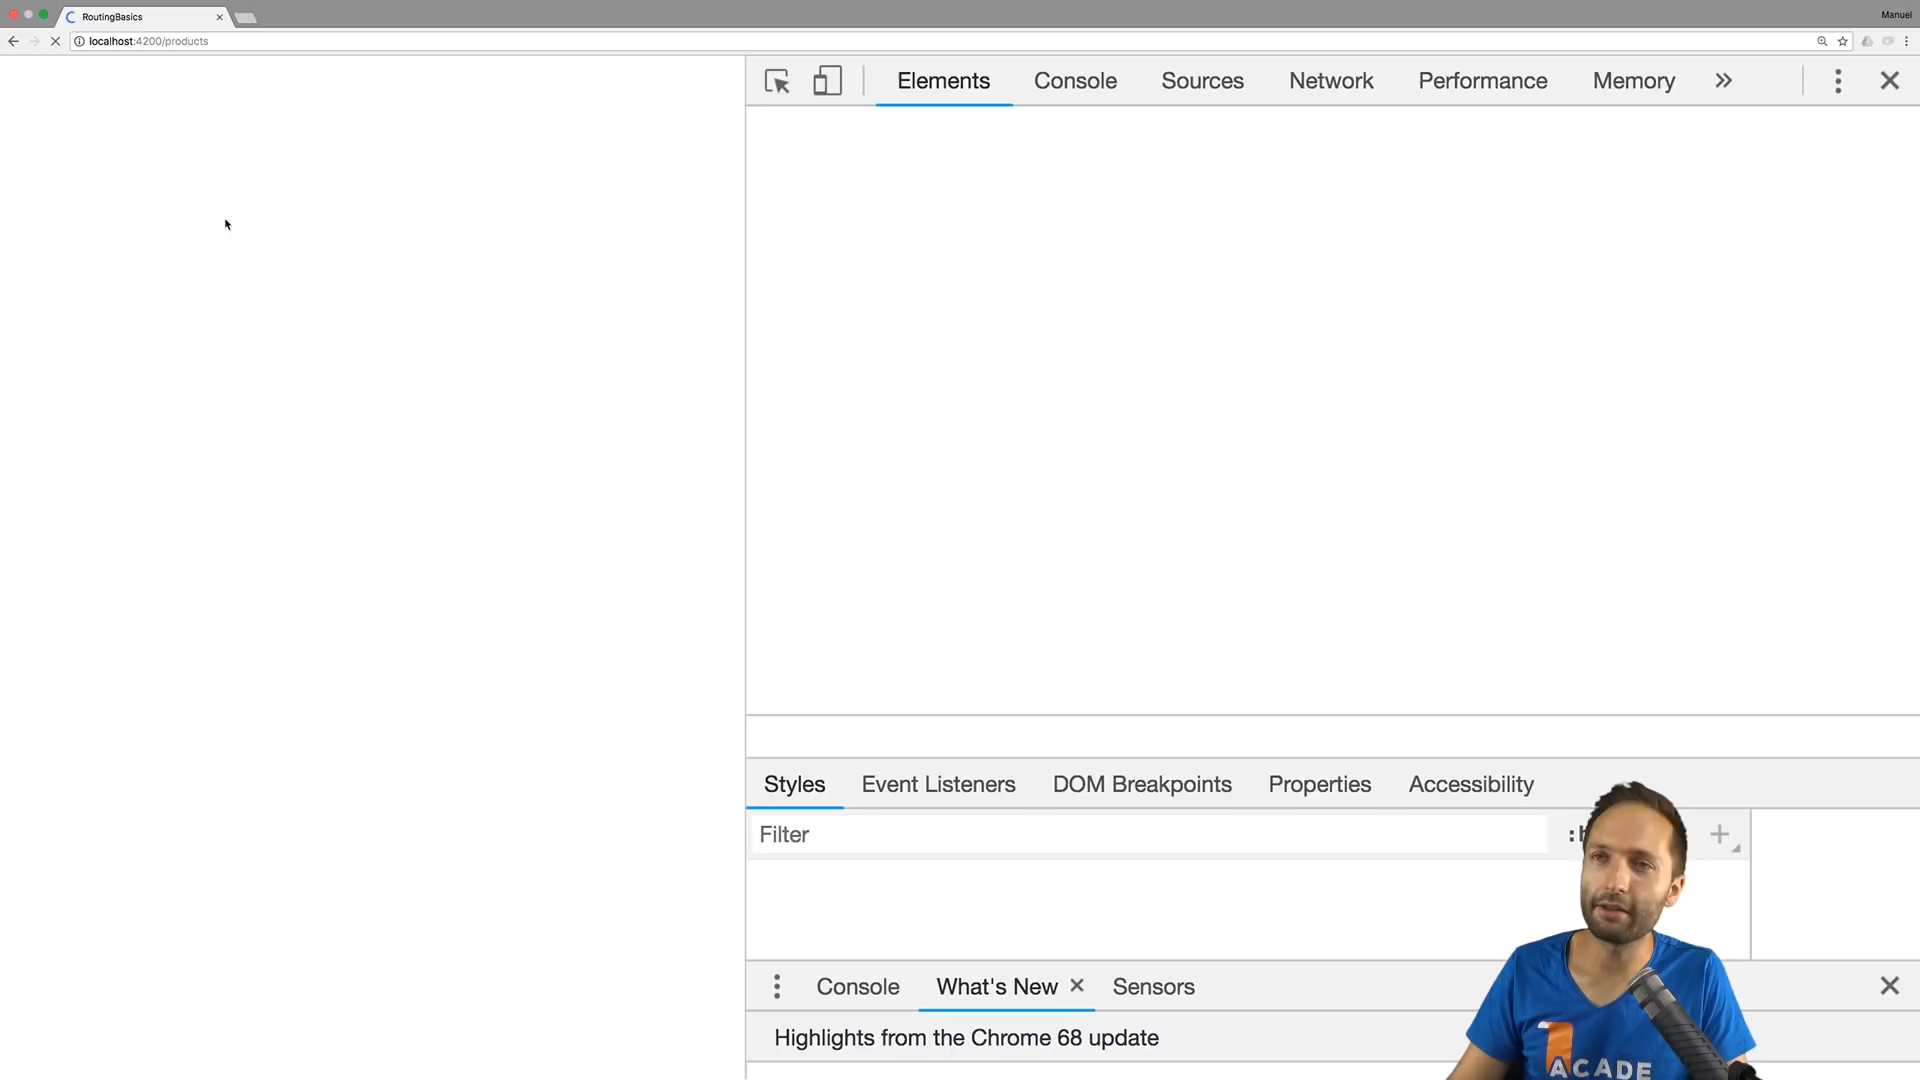 RoutingBasics
Manuel
localhost:4200/products
Elements Console Sources Network Performance Memory
Styles Event Listeners DOM Breakpoints Properties Accessibility
Filter
Console What's New Sensors
Highlights from the Chrome 68 update
ACADE